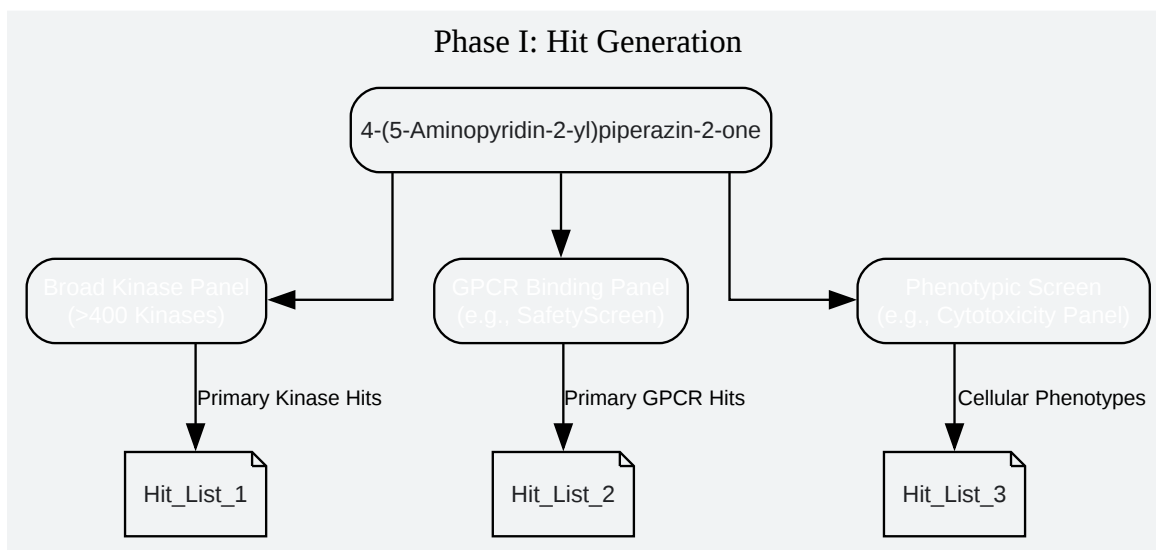 Phase I: Hit Generation
4-(5-Aminopyridin-2-yl)piperazin-2-one
Broad Kinase Panel
(>400 Kinases)
GPCR Binding Panel
(e.g., SafetyScreen)
Phenotypic Screen
(e.g., Cytotoxicity Panel)
Primary Kinase Hits
Primary GPCR Hits
Cellular Phenotypes
Hit_List_1
Hit_List_2
Hit_List_3